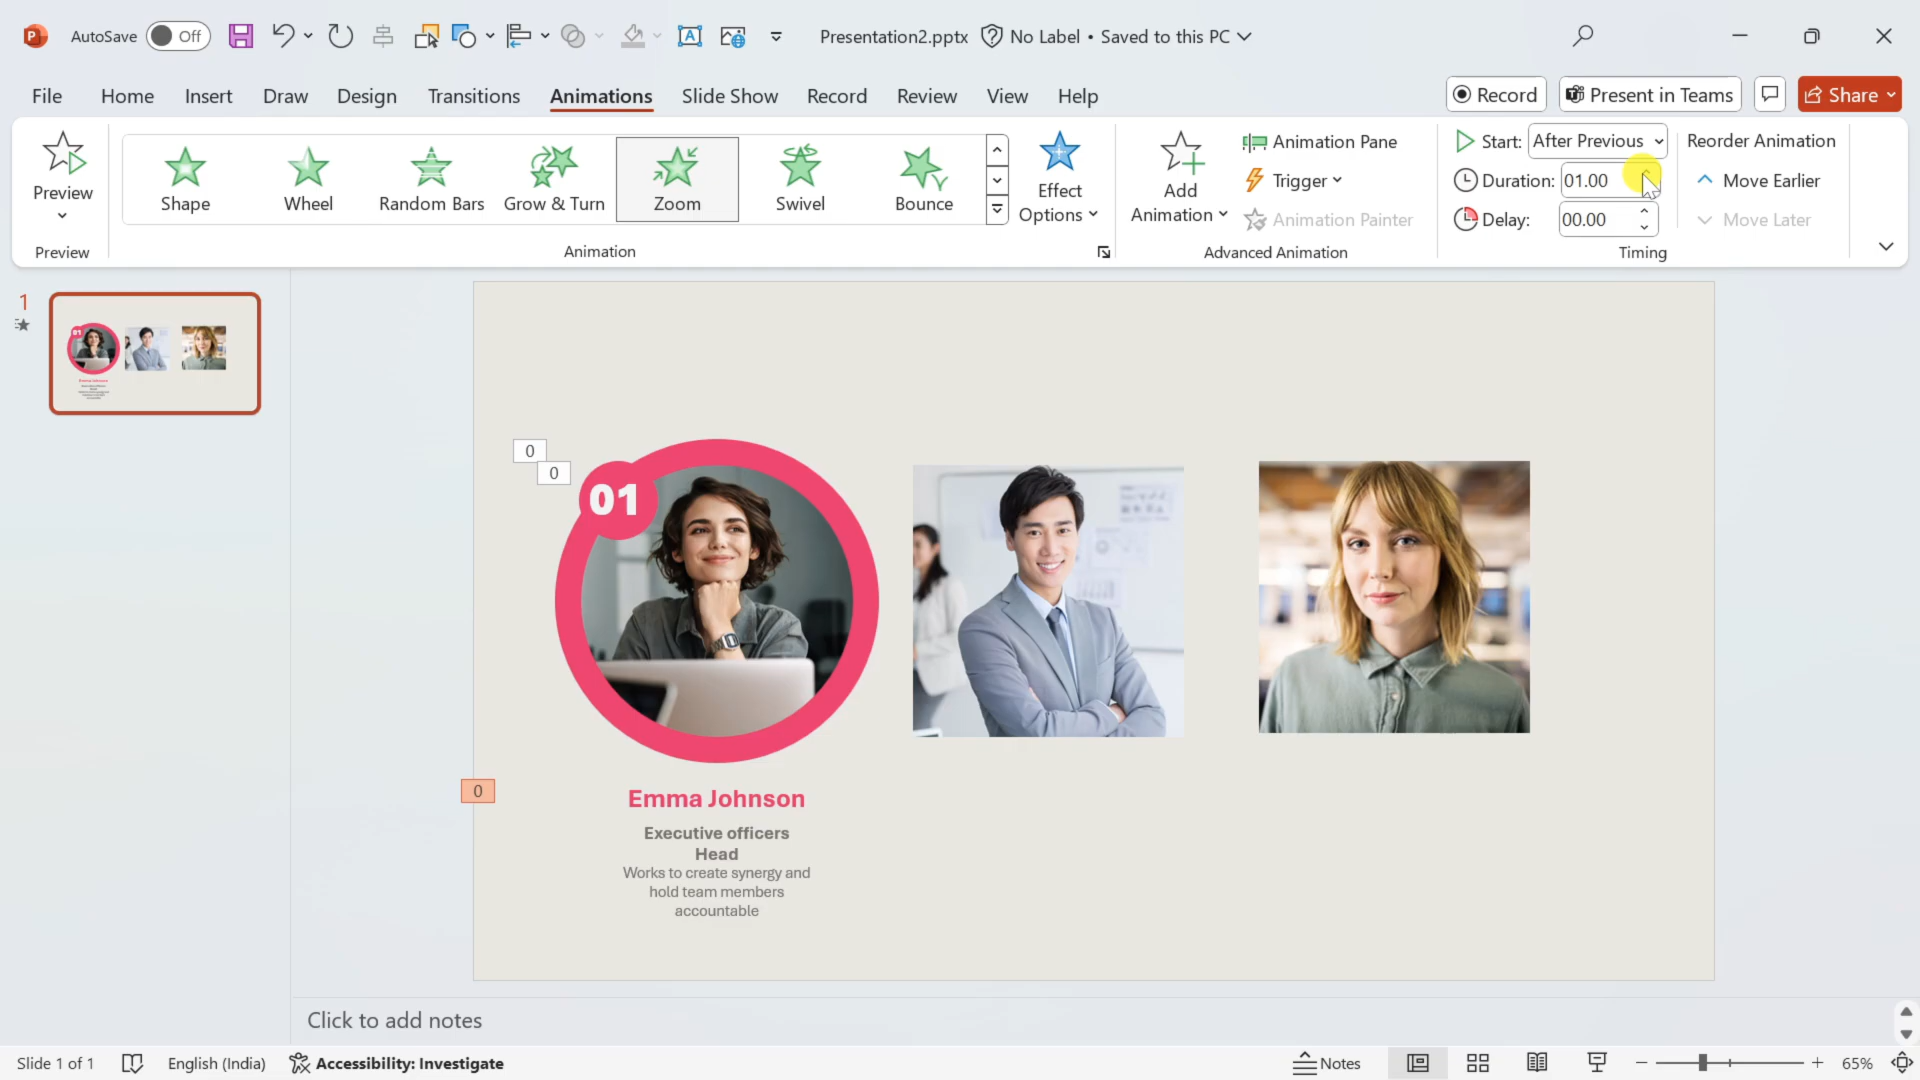 AutoSave Off Presentation2.pptx No Label • Saved to this PC
File Home Insert Draw Design Transitions Animations Slide Show Record Review View Help Record Present in Teams Share
Preview
Shape Wheel Random Bars Grow & Turn Zoom Swivel Bounce
Effect
Options
Add
Animation
Animation Pane
Trigger
Animation Painter
Start: After Previous
Duration: 01.00
Delay: 00.00
Reorder Animation
Move Earlier
Move Later
Preview Animation Advanced Animation Timing
1
01
Emma Johnson
0
0
01
0
Emma Johnson
Executive officers
Head
Works to create synergy and
hold team members
accountable
Click to add notes
Slide 1 of 1 English (India) Accessibility: Investigate Notes 65%